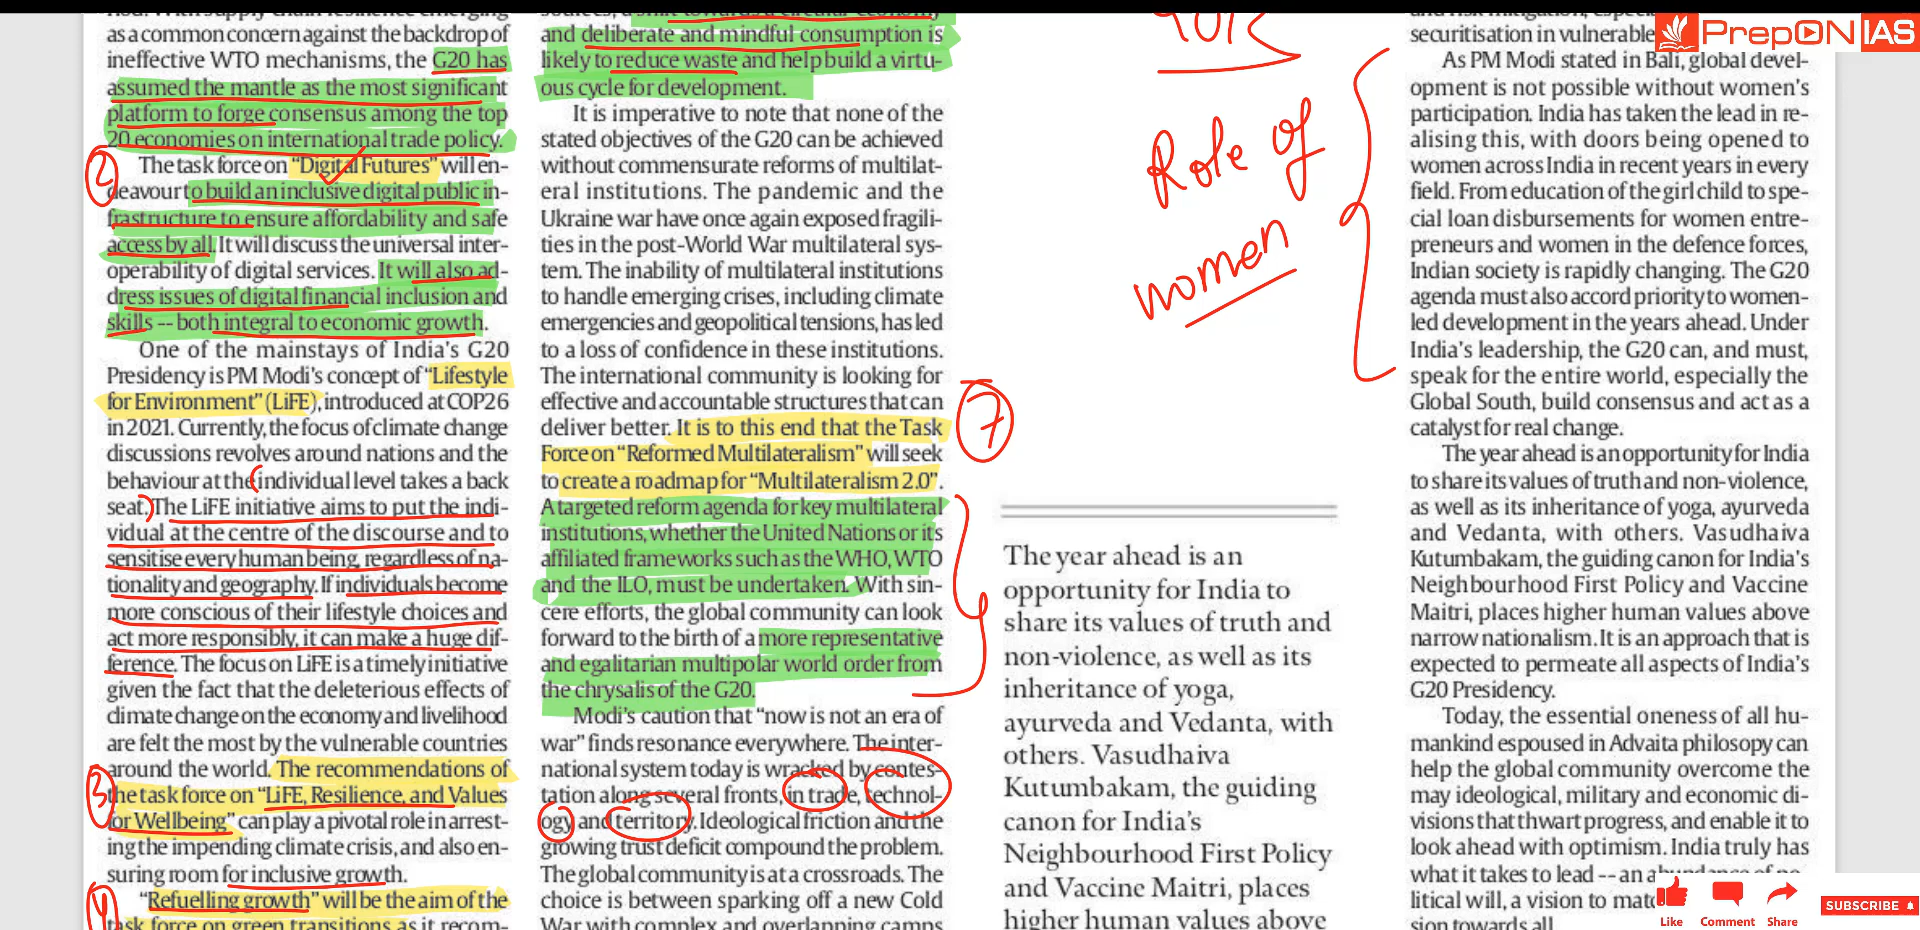 as a common concern against the backdrop of
ineffective WTO mechanisms, the G20 has
assumed the mantle as the most significant
platform to forge consensus among the top
20 economies on international trade policy.
The task force on “Digital Futures” will en-
deavour to build an inclusive digital public in-
frastructure to ensure affordability and safe
access by all. It will discuss the universal inter-
operability of digital services. It will also ad-
dress issues of digital financial inclusion and
skills -- both integral to economic growth.
One of the mainstays of India's G20
Presidency is PM Modi's concept of “Lifestyle
for Environment” (LiFE), introduced at COP26
in 2021. Currently, the focus of climate change
discussions revolves around nations and the
behaviour at the individual level takes a back
seat. The LiFE initiative aims to put the indi-
vidual at the centre of the discourse and to
sensitise every human being, regardless of na-
tionality and geography. If individuals become
more conscious of their lifestyle choices and
act more responsibly, it can make a huge dif-
ference. The focus on LiFE is a timely initiative
given the fact that the deleterious effects of
climate change on the economy and livelihood
are felt the most by the vulnerable countries
around the world. The recommendations of
the task force on “LiFE, Resilience, and Values
for Wellbeing” can play a pivotal role in arrest-
ing the impending climate crisis, and also en-
suring room for inclusive growth.
“Refuelling growth” will be the aim of the
task force on green transitions as it recom-
2
3
4
and deliberate and mindful consumption is
likely to reduce waste and help build a virtu-
ous cycle for development.
It is imperative to note that none of the
stated objectives of the G20 can be achieved
without commensurate reforms of multilat-
eral institutions. The pandemic and the
Ukraine war have once again exposed fragili-
ties in the post-World War multilateral sys-
tem. The inability of multilateral institutions
to handle emerging crises, including climate
emergencies and geopolitical tensions, has led
to a loss of confidence in these institutions.
The international community is looking for
effective and accountable structures that can
deliver better. It is to this end that the Task
Force on “Reformed Multilateralism” will seek
to create a roadmap for “Multilateralism 2.0”.
A targeted reform agenda for key multilateral
institutions, whether the United Nations or its
affiliated frameworks such as the WHO, WTO
and the ILO, must be undertaken. With sin-
cere efforts, the global community can look
forward to the birth of a more representative
and egalitarian multipolar world order from
the chrysalis of the G20.
Modi's caution that “now is not an era of
war” finds resonance everywhere. The inter-
national system today is wracked by contes-
tation along several fronts, in trade, technol-
ogy and territory. Ideological friction and the
growing trust deficit compound the problem.
The global community is at a crossroads. The
choice is between sparking off a new Cold
War with complex and overlapping camps
7
Role of
women
The year ahead is an
opportunity for India to
share its values of truth and
non-violence, as well as its
inheritance of yoga,
ayurveda and Vedanta, with
others. Vasudhaiva
Kutumbakam, the guiding
canon for India's
Neighbourhood First Policy
and Vaccine Maitri, places
higher human values above
securitisation in vulnerable
As PM Modi stated in Bali, global devel-
opment is not possible without women's
participation. India has taken the lead in re-
alising this, with doors being opened to
women across India in recent years in every
field. From education of the girl child to spe-
cial loan disbursements for women entre-
preneurs and women in the defence forces,
Indian society is rapidly changing. The G20
agenda must also accord priority to women-
led development in the years ahead. Under
India's leadership, the G20 can, and must,
speak for the entire world, especially the
Global South, build consensus and act as a
catalyst for real change.
The year ahead is an opportunity for India
to share its values of truth and non-violence,
as well as its inheritance of yoga, ayurveda
and Vedanta, with others. Vasudhaiva
Kutumbakam, the guiding canon for India's
Neighbourhood First Policy and Vaccine
Maitri, places higher human values above
narrow nationalism. It is an approach that is
expected to permeate all aspects of India's
G20 Presidency.
Today, the essential oneness of all hu-
mankind espoused in Advaita philosopy can
help the global community overcome the
may ideological, military and economic di-
visions that thwart progress, and enable it to
look ahead with optimism. India truly has
what it takes to lead -- an abundance of po-
litical will, a vision to
sion towards all
PrepON IAS
Like Comment Share
SUBSCRIBE